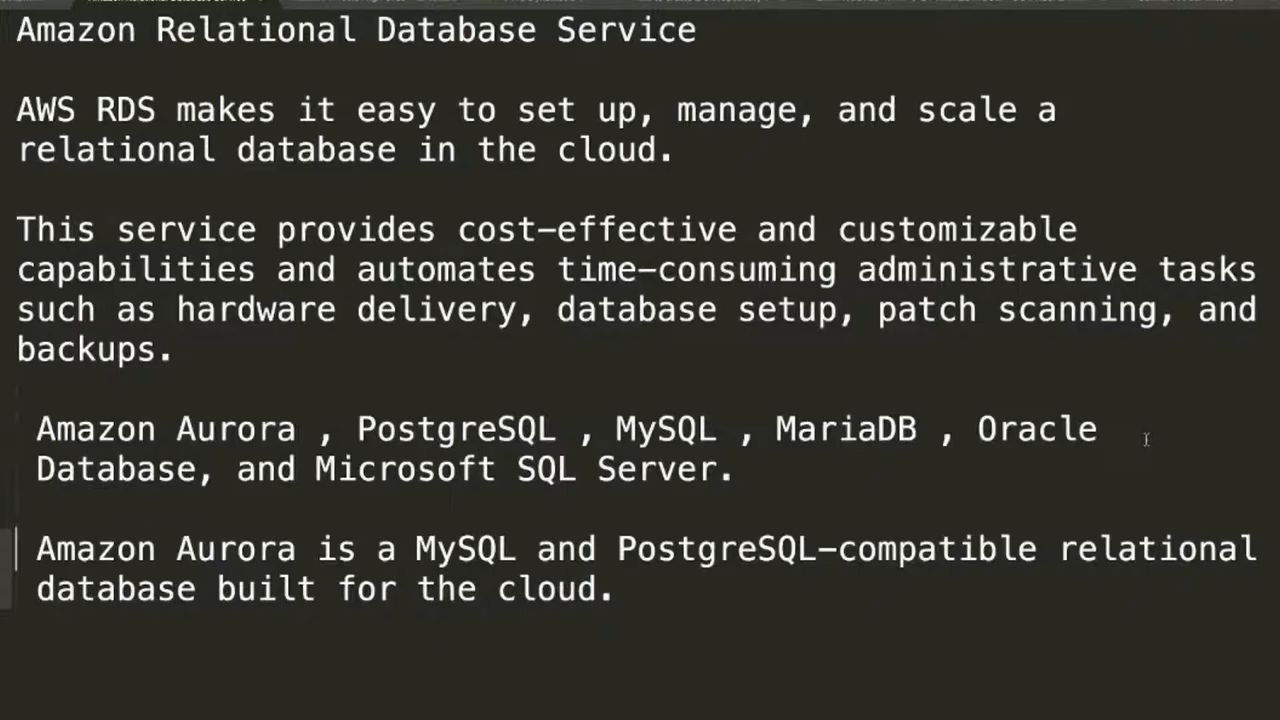 Amazon Relational Database Service
AWS RDS makes it easy to set up, manage, and scale a
relational database in the cloud.
This service provides cost-effective and customizable
capabilities and automates time-consuming administrative tasks
such as hardware delivery, database setup, patch scanning, and
backups.
Amazon Aurora , PostgreSQL , MySQL , MariaDB , Oracle
Database, and Microsoft SQL Server.
Amazon Aurora is a MySQL and PostgreSQL-compatible relational
database built for the cloud.